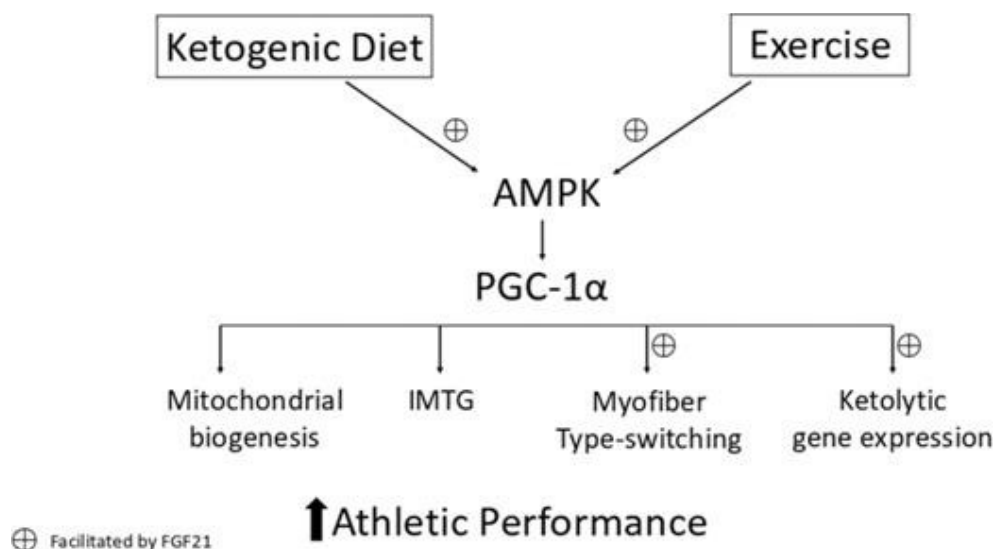 Ketogenic Diet
Exercise
AMPK
PGC-1α
Mitochondrial
biogenesis
IMTG
Myofiber
Type-switching
Ketolytic
gene expression
Athletic Performance
Facilitated by FGF21